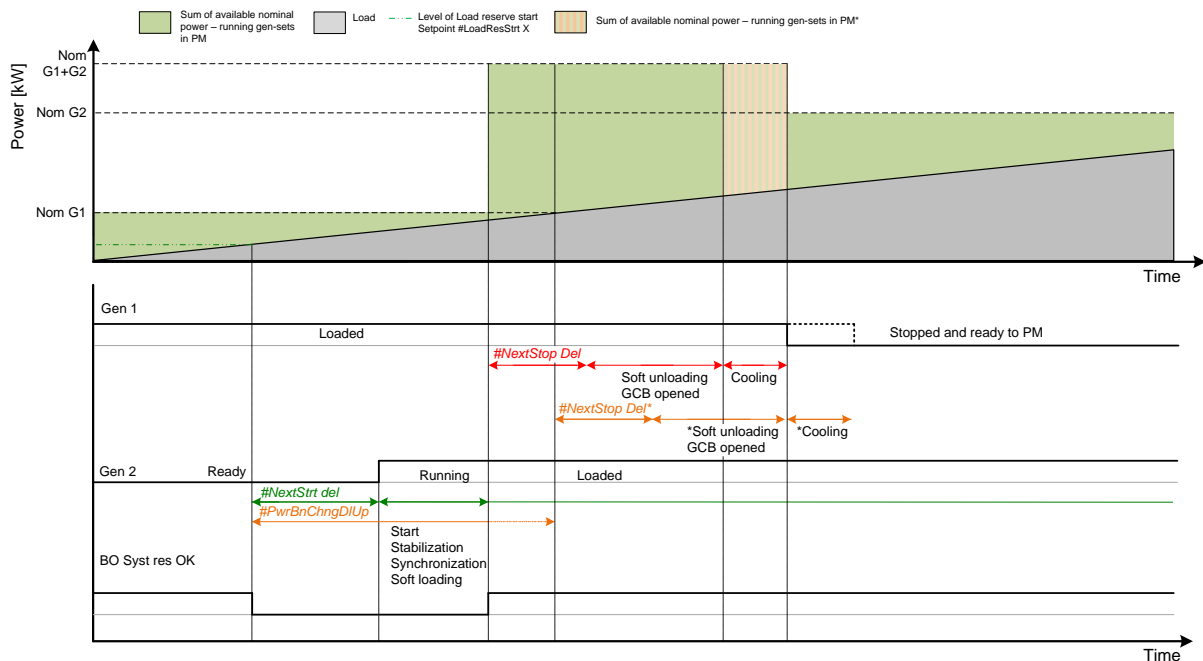 Sum of available nominal
power – running gen-sets
in PM
Load
Level of Load reserve start
Setpoint #LoadResStrt X
Sum of available nominal power – running gen-sets in PM*
Power [kW]
Nom
G1+G2
Nom G2
Nom G1
Time
Gen 1
Loaded
Stopped and ready to PM
#NextStop Del
Soft unloading
GCB opened
Cooling
#NextStop Del*
*Soft unloading
GCB opened
*Cooling
Gen 2
Ready
Running
Loaded
#NextStrt del
#PwrBnChngDlUp
Start
Stabilization
Synchronization
Soft loading
BO Syst res OK
Time